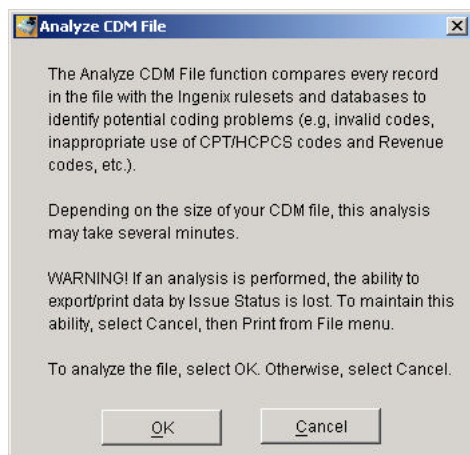 Analyze CDM File
The Analyze CDM File function compares every record
in the file with the Ingenix rulesets and databases to
identify potential coding problems (e.g, invalid codes,
inappropriate use of CPT/HCPCS codes and Revenue
codes, etc.).
Depending on the size of your CDM file, this analysis
may take several minutes.
WARNING! If an analysis is performed, the ability to
export/print data by Issue Status is lost. To maintain this
ability, select Cancel, then Print from File menu.
To analyze the file, select OK. Otherwise, select Cancel.
OK Cancel